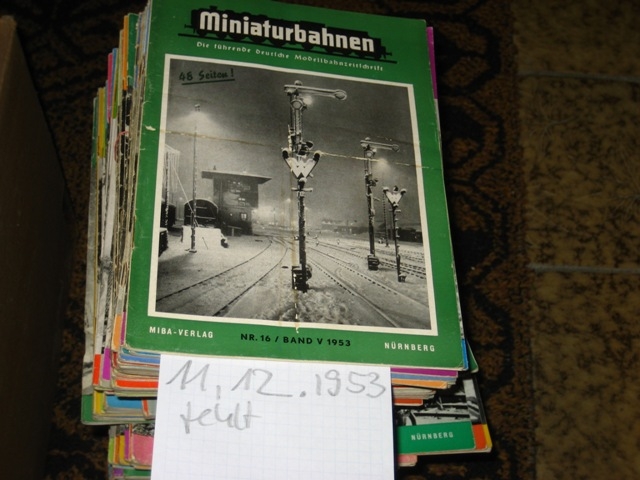 Miniaturbahnen
Die führende deutsche Modellbahnzeitschrift
48 Seiten!
MIBA-VERLAG NR. 16 / BAND V 1953 NÜRNBERG
11, 12. 1953
fehlt
NÜRNBERG